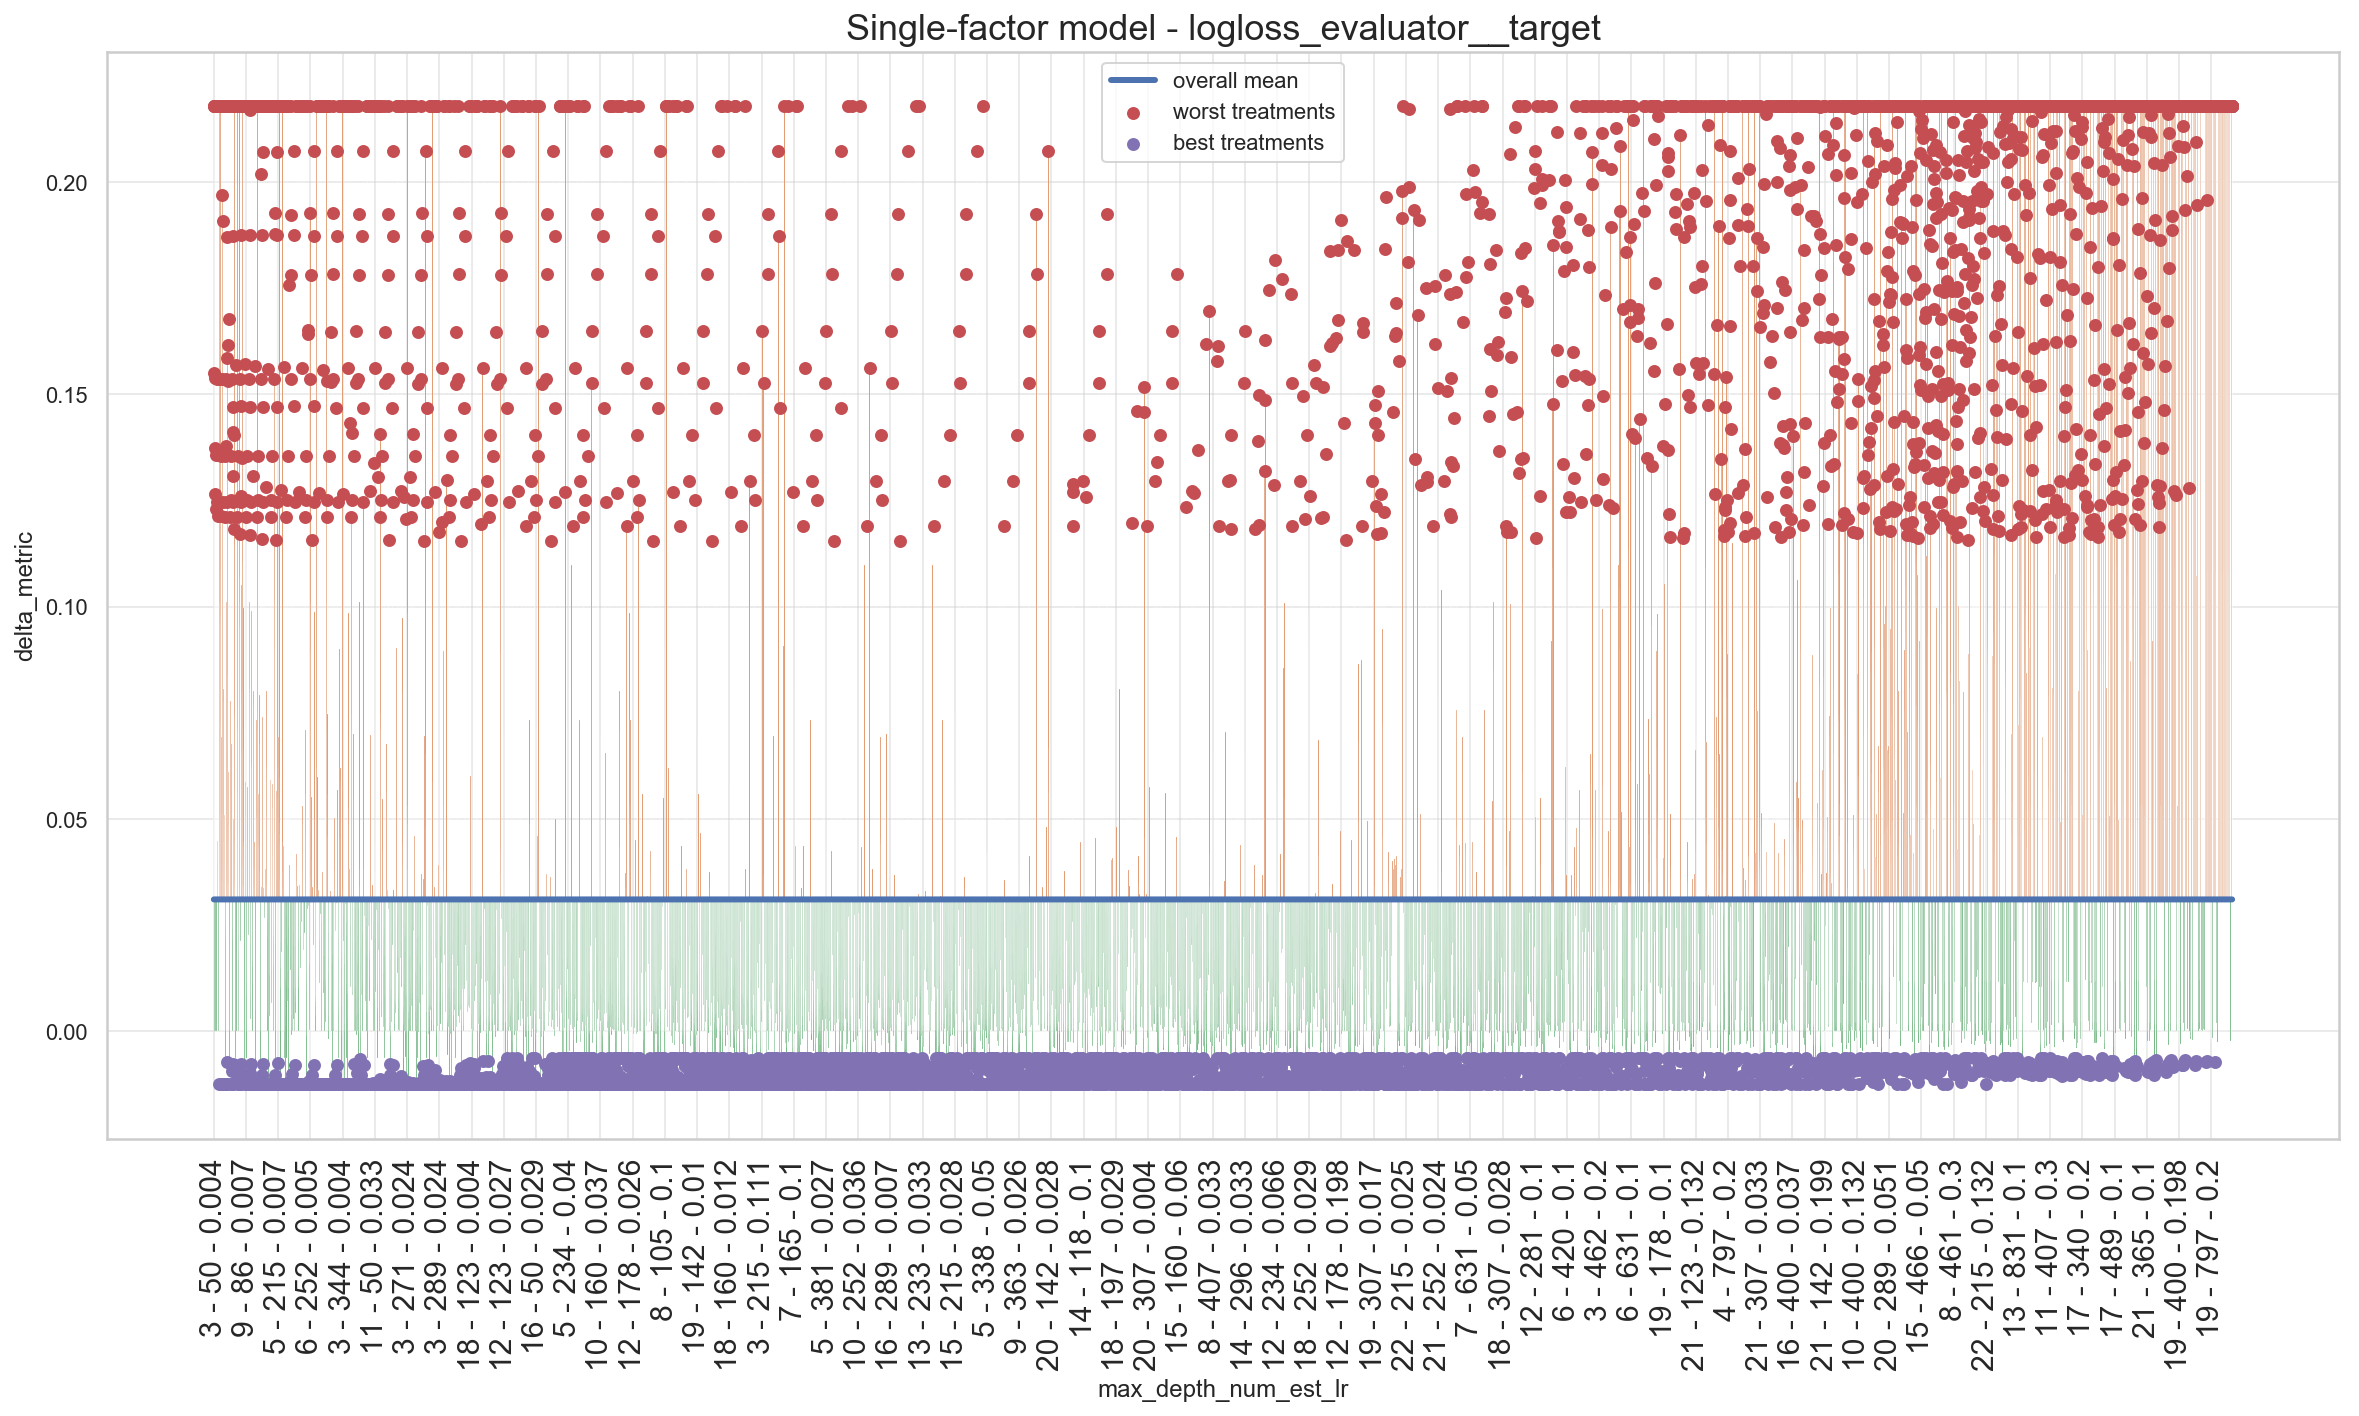 Single-factor model - logloss_evaluator__target
overall mean
worst treatments
best treatments
delta_metric
0.20
0.15
0.10
0.05
0.00
3 - 50 - 0.004
9 - 86 - 0.007
5 - 215 - 0.007
6 - 252 - 0.005
3 - 344 - 0.004
11 - 50 - 0.033
3 - 271 - 0.024
3 - 289 - 0.024
18 - 123 - 0.004
12 - 123 - 0.027
16 - 50 - 0.029
5 - 234 - 0.04
10 - 160 - 0.037
12 - 178 - 0.026
8 - 105 - 0.1
19 - 142 - 0.01
18 - 160 - 0.012
3 - 215 - 0.111
7 - 165 - 0.1
5 - 381 - 0.027
10 - 252 - 0.036
16 - 289 - 0.007
13 - 233 - 0.033
15 - 215 - 0.028
5 - 338 - 0.05
9 - 363 - 0.026
20 - 142 - 0.028
14 - 118 - 0.1
18 - 197 - 0.029
20 - 307 - 0.004
15 - 160 - 0.06
8 - 407 - 0.033
14 - 296 - 0.033
12 - 234 - 0.066
18 - 252 - 0.029
12 - 178 - 0.198
19 - 307 - 0.017
22 - 215 - 0.025
21 - 252 - 0.024
7 - 631 - 0.05
18 - 307 - 0.028
12 - 281 - 0.1
6 - 420 - 0.1
3 - 462 - 0.2
6 - 631 - 0.1
19 - 178 - 0.1
21 - 123 - 0.132
4 - 797 - 0.2
21 - 307 - 0.033
16 - 400 - 0.037
21 - 142 - 0.199
10 - 400 - 0.132
20 - 289 - 0.051
15 - 466 - 0.05
8 - 461 - 0.3
22 - 215 - 0.132
13 - 831 - 0.1
11 - 407 - 0.3
17 - 340 - 0.2
17 - 489 - 0.1
21 - 365 - 0.1
19 - 400 - 0.198
19 - 797 - 0.2
max_depth_num_est_lr